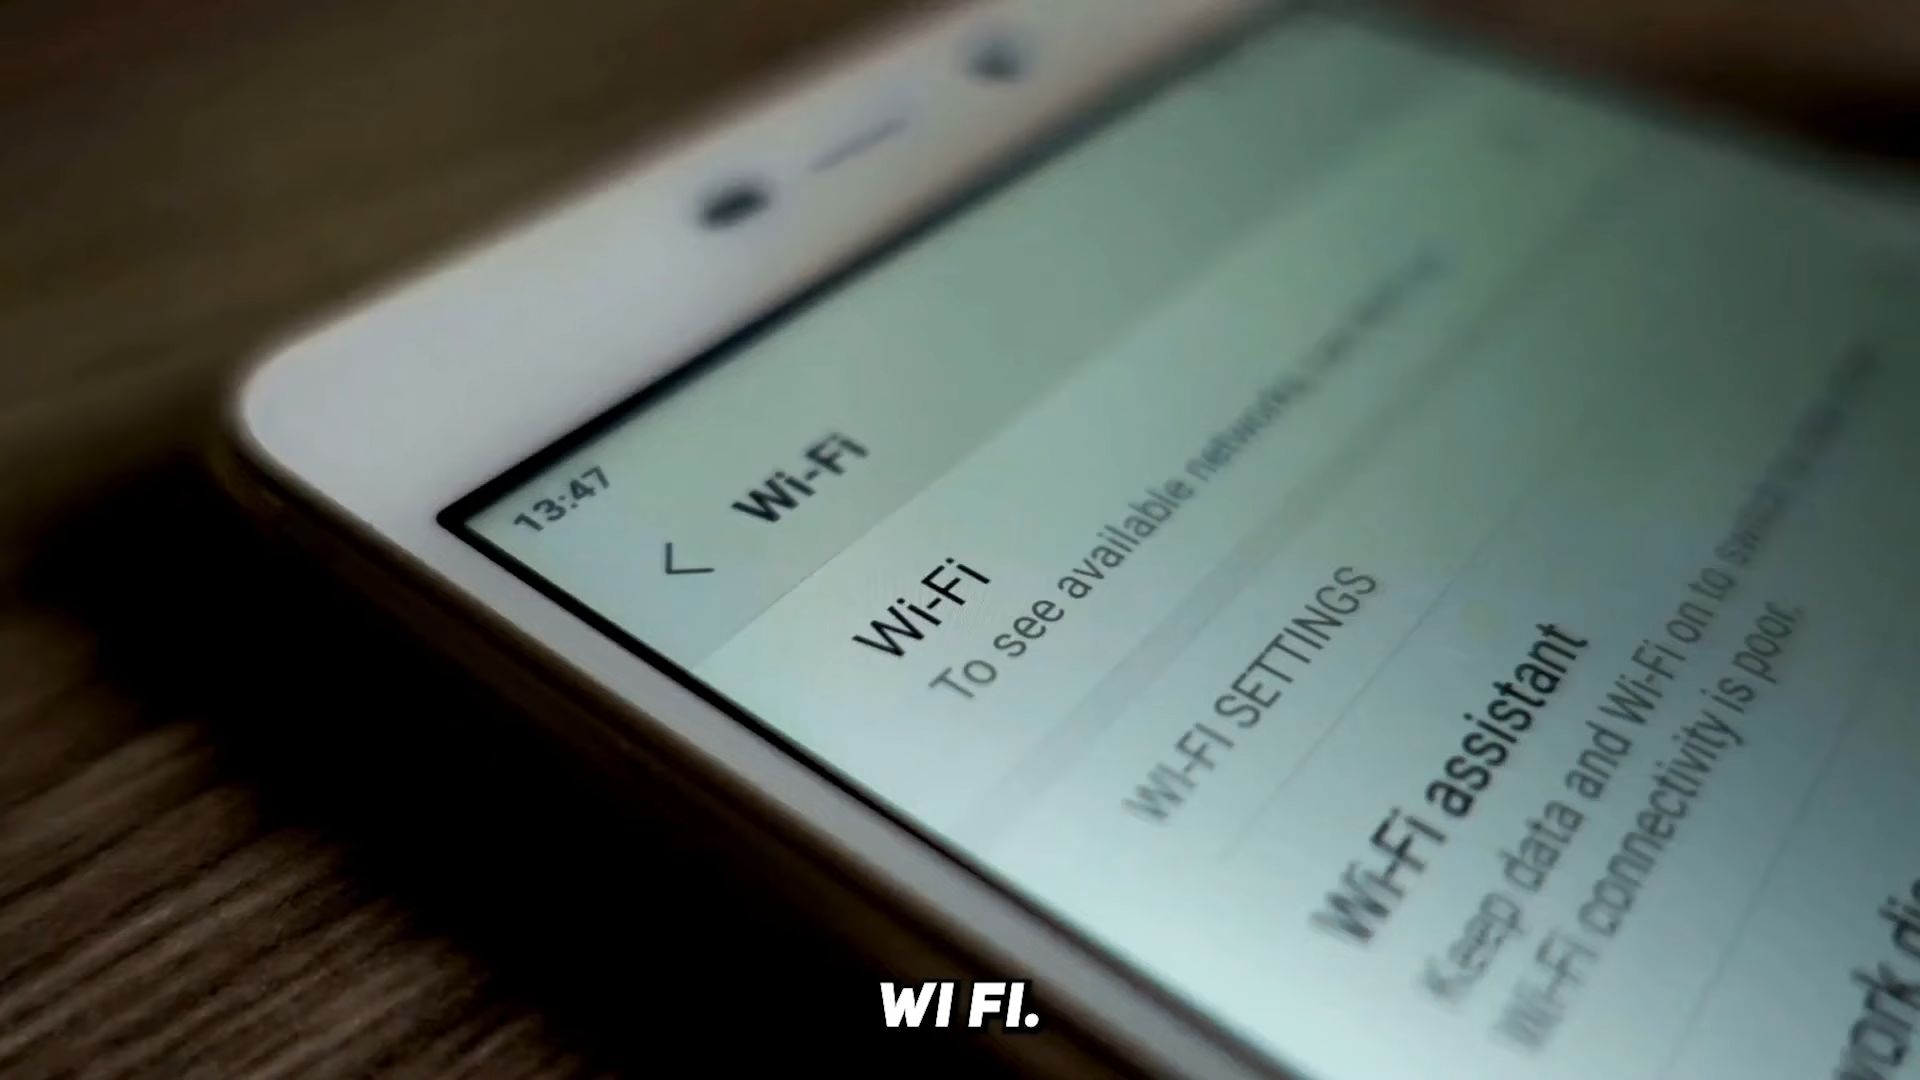 13:47
Wi-Fi
Wi-Fi
To see available networks,
WI-FI SETTINGS
Wi-Fi assistant
Keep data and Wi-Fi on to switch
Wi-Fi connectivity is poor.
WI FI.